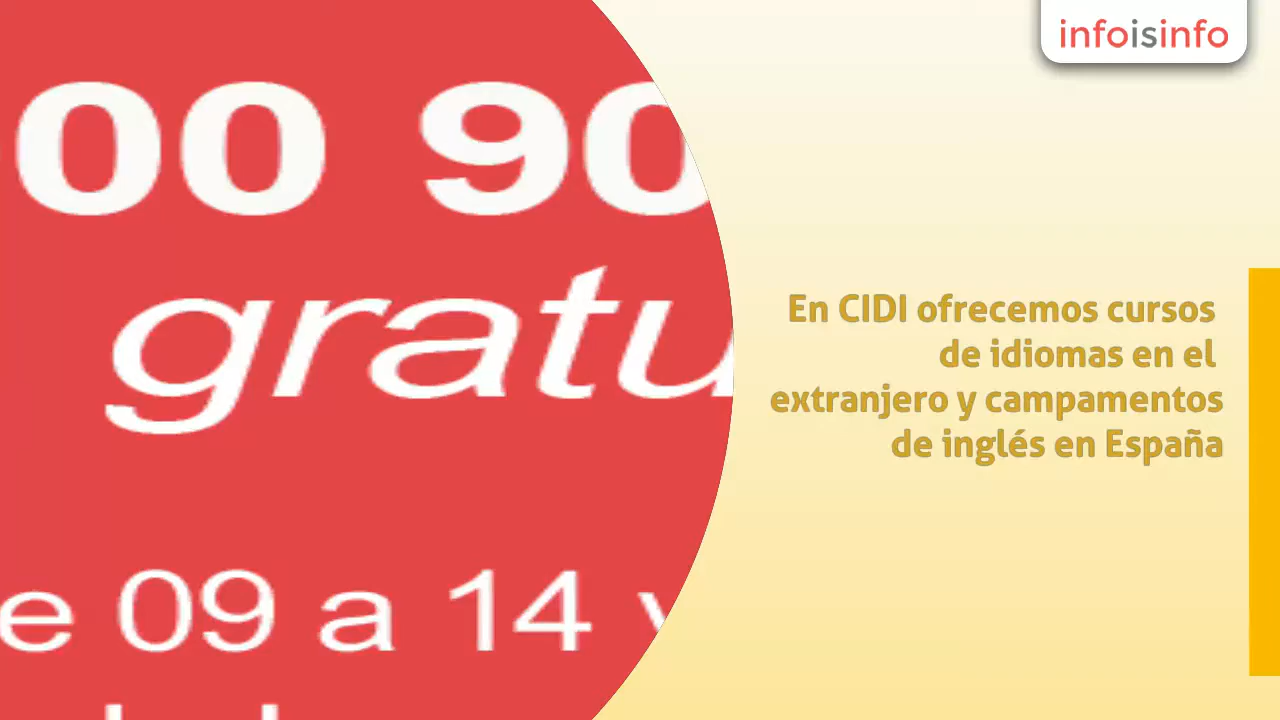 00 90
gratu
e 09 a 14
infoisinfo
En CIDI ofrecemos cursos
de idiomas en el
extranjero y campamentos
de inglés en España